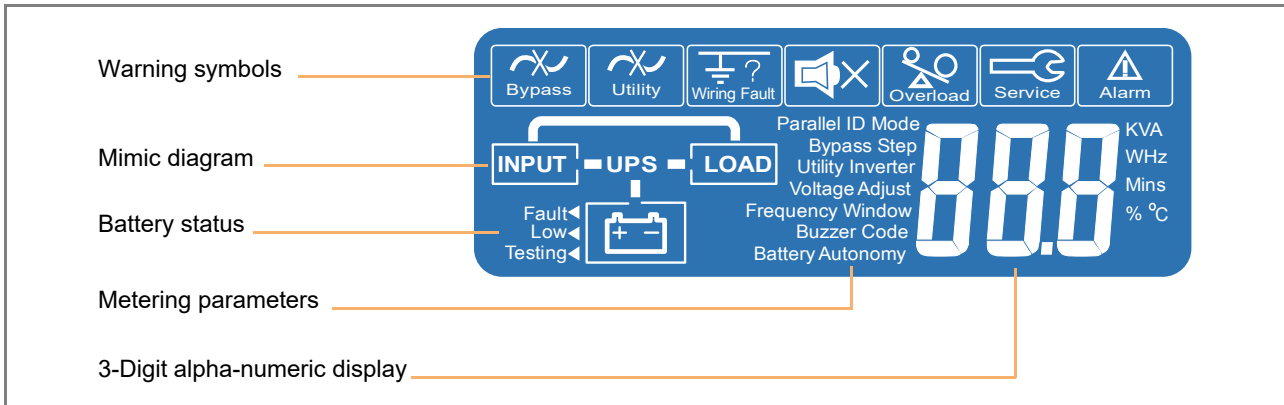 Warning symbols
Bypass
Utility
?
Wiring Fault
Overload
Service
Alarm
Mimic diagram
INPUT UPS LOAD
Battery status
Fault
Low
Testing
+ −
Parallel ID Mode
Bypass Step
Utility Inverter
Voltage Adjust
Frequency Window
Buzzer Code
Battery Autonomy
88.8
KVA
WHz
Mins
% °C
Metering parameters
3-Digit alpha-numeric display